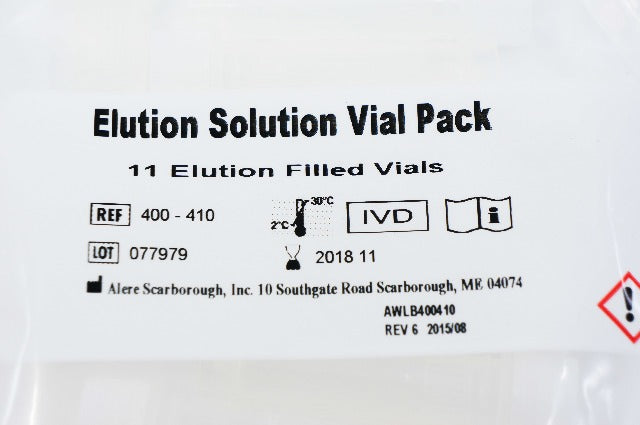 Elution Solution Vial Pack
11 Elution Filled Vials
REF 400 - 410 2°C 30°C IVD i
LOT 077979 2018 11
Alere Scarborough, Inc. 10 Southgate Road Scarborough, ME 04074
AWLB400410
REV 6 2015/08